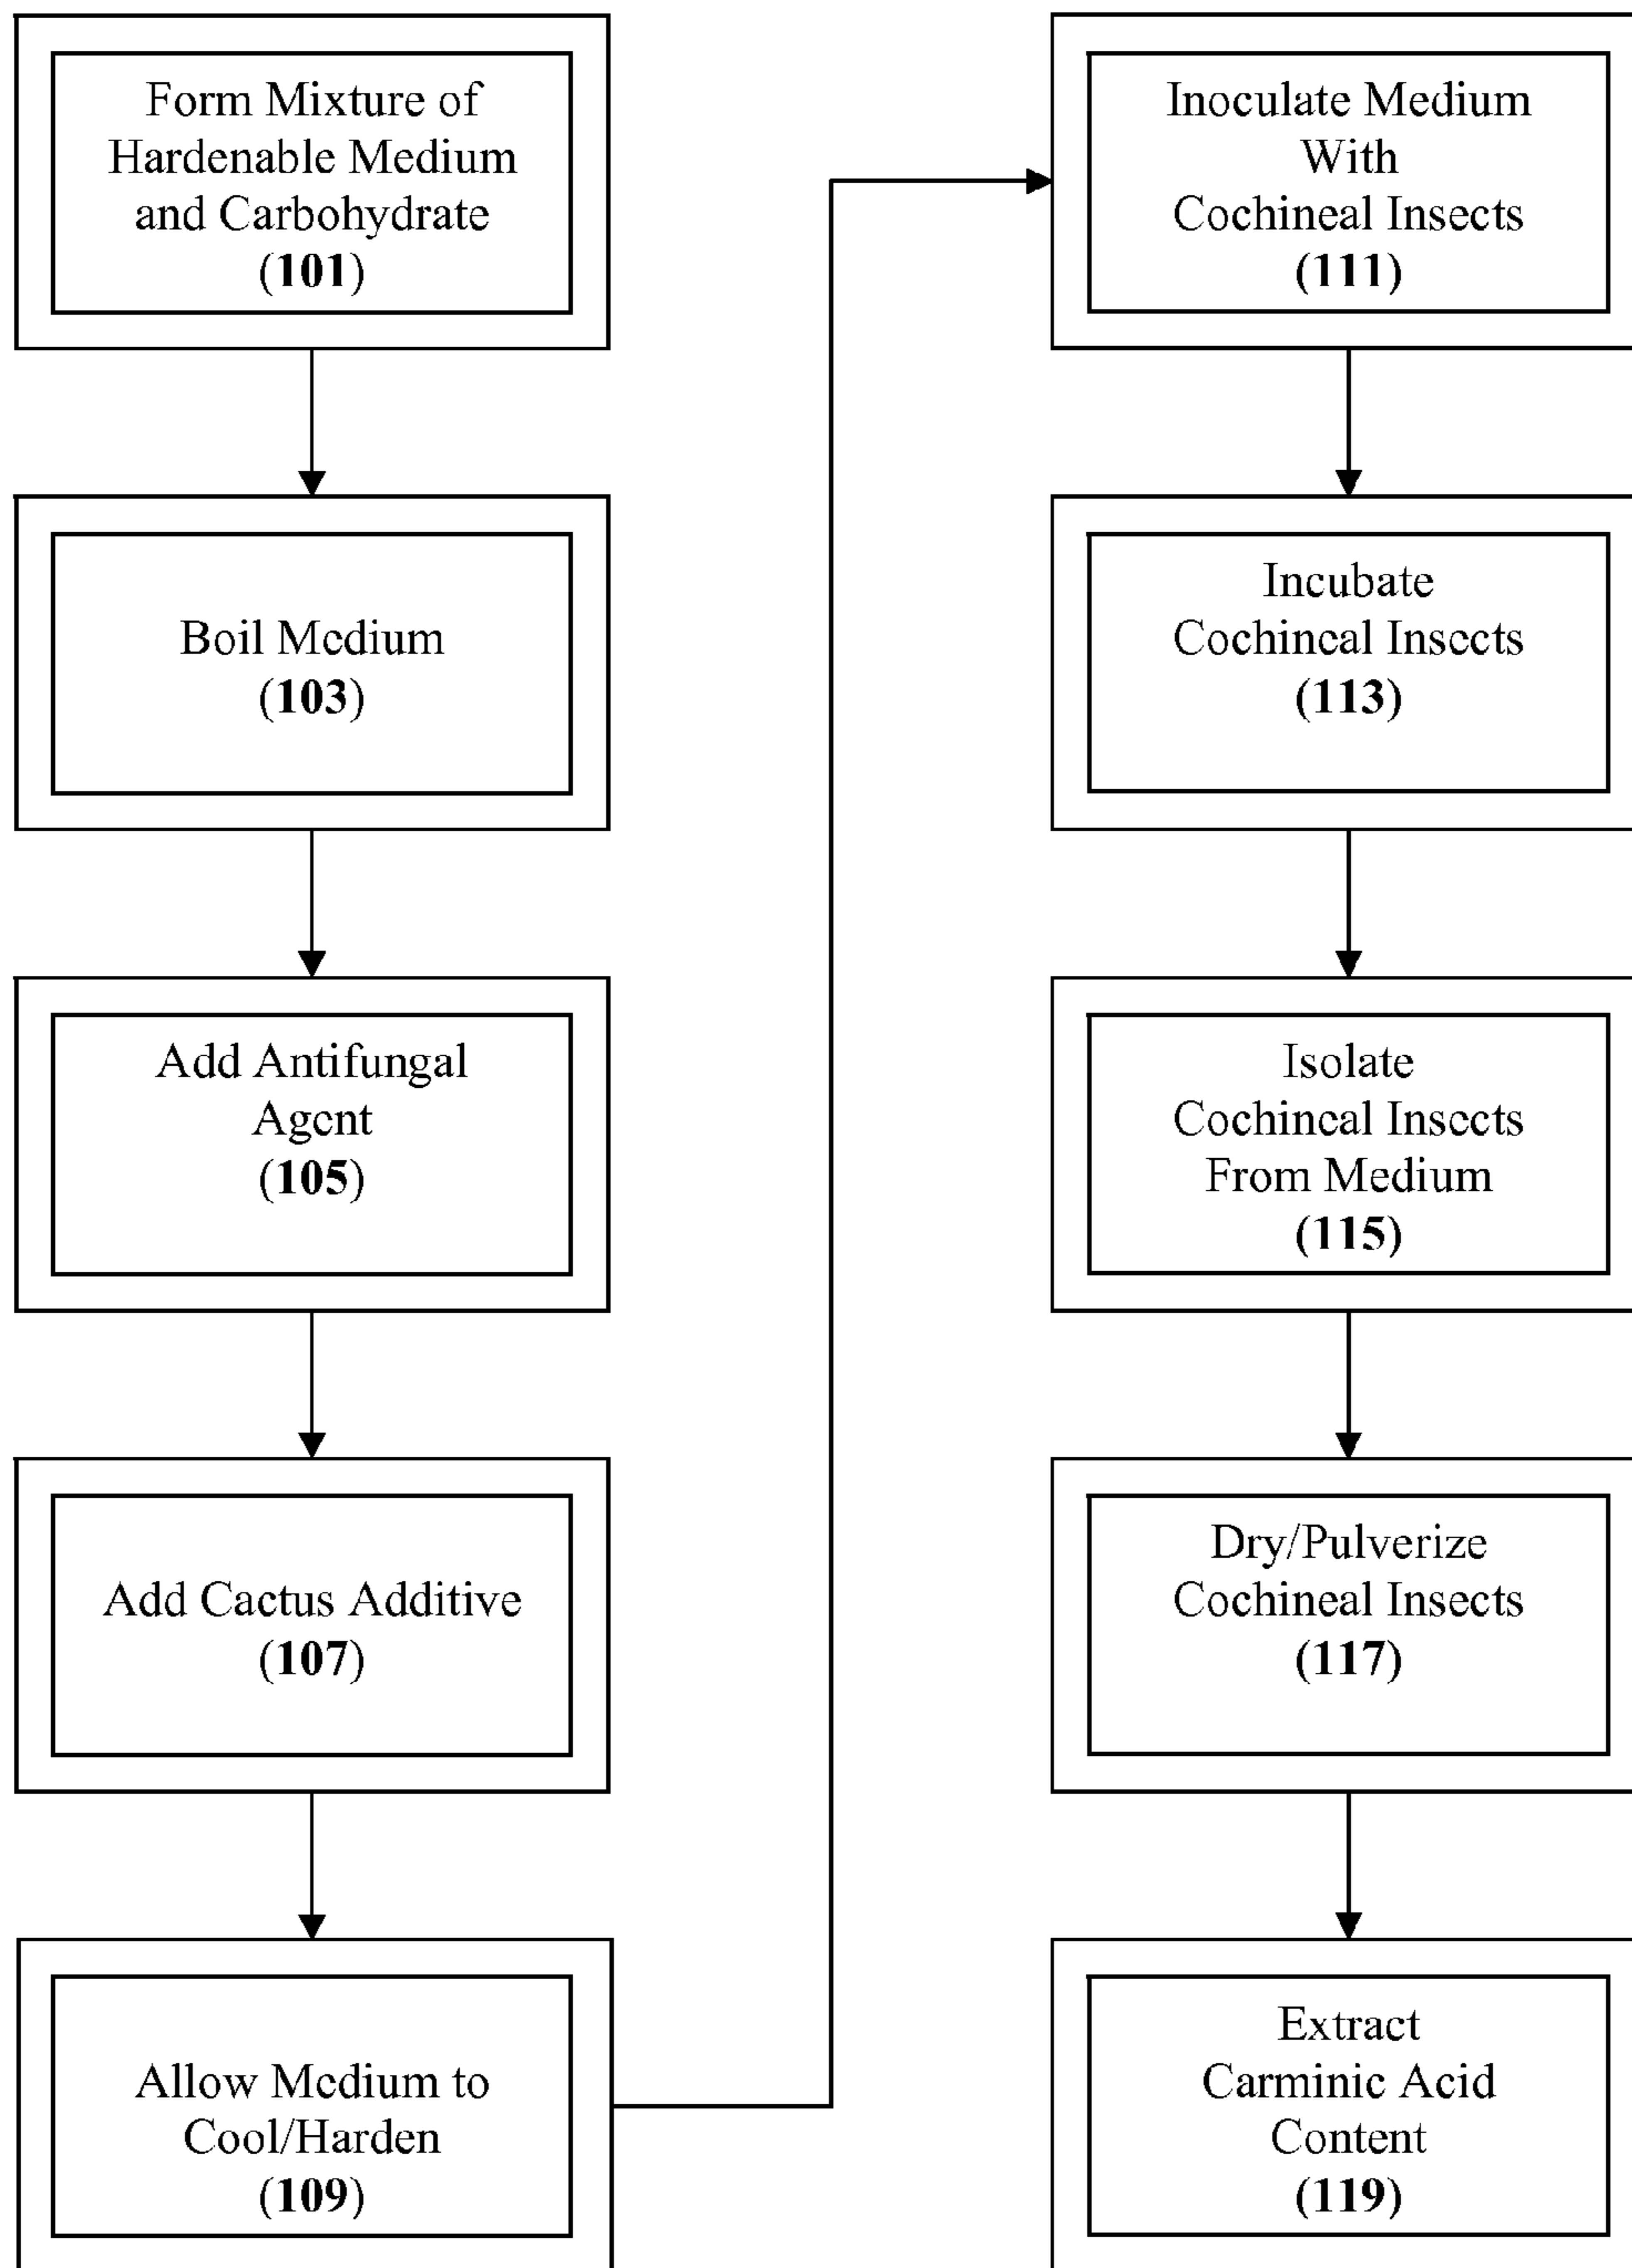 Form Mixture of
Hardenable Medium
and Carbohydrate
(101)
Boil Medium
(103)
Add Antifungal
Agent
(105)
Add Cactus Additive
(107)
Allow Medium to
Cool/Harden
(109)
Inoculate Medium
With
Cochineal Insects
(111)
Incubate
Cochineal Insects
(113)
Isolate
Cochineal Insects
From Medium
(115)
Dry/Pulverize
Cochineal Insects
(117)
Extract
Carminic Acid
Content
(119)